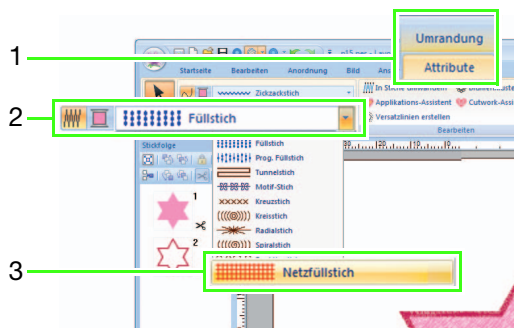 1
2
3
Umrandung
Attribute
Startseite Bearbeiten Anordnung Bild
Zickzackstich
Füllstich
In Stiche umwandeln
Applikations-Assistent Cutwork-
Versatzlinien erstellen
Bearbeiten
Stickfolge
Füllstich
Prog. Füllstich
Tunnelstich
Motif-Stich
Kreuzstich
Kreisstich
Radialstich
Spiralstich
Netzfüllstich
1
2